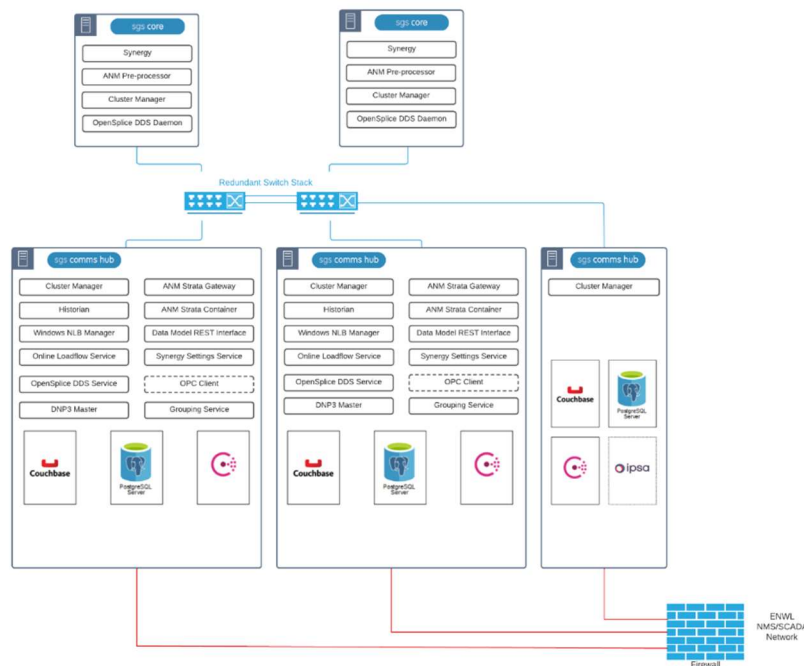 sgs core
Synergy
ANM Pre-processor
Cluster Manager
OpenSplice DDS Daemon
sgs core
Synergy
ANM Pre-processor
Cluster Manager
OpenSplice DDS Daemon
Redundant Switch Stack
sgs comms hub
Cluster Manager
ANM Strata Gateway
Historian
ANM Strata Container
Windows NLB Manager
Data Model REST Interface
Online Loadflow Service
Synergy Settings Service
OpenSplice DDS Service
OPC Client
DNP3 Master
Grouping Service
Couchbase
PostgreSQL
Server
sgs comms hub
Cluster Manager
ANM Strata Gateway
Historian
ANM Strata Container
Windows NLB Manager
Data Model REST Interface
Online Loadflow Service
Synergy Settings Service
OpenSplice DDS Service
OPC Client
DNP3 Master
Grouping Service
Couchbase
PostgreSQL
Server
sgs comms hub
Cluster Manager
Couchbase
PostgreSQL
Server
ipsa
ENWL
NMS/SCADA
Network
Firewall